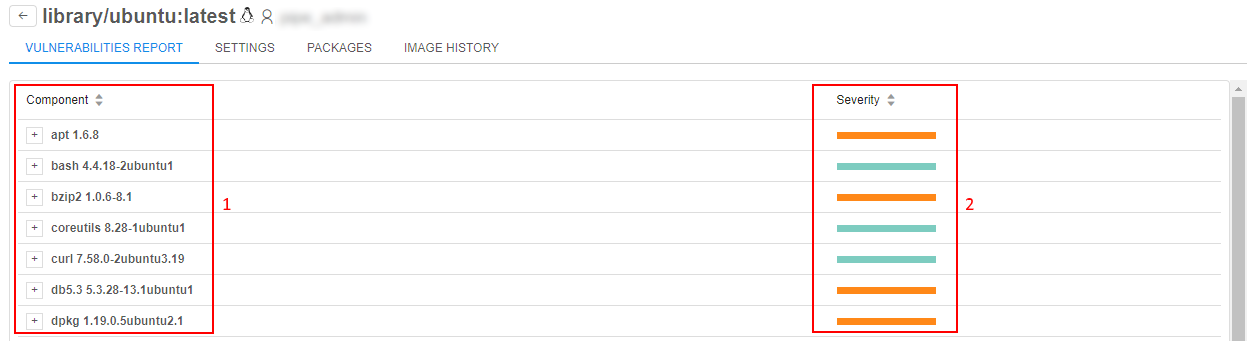 library/ubuntu:latest
VULNERABILITIES REPORT SETTINGS PACKAGES IMAGE HISTORY
Component Severity
+ apt 1.6.8
+ bash 4.4.18-2ubuntu1
+ bzip2 1.0.6-8.1
1 2
+ coreutils 8.28-1ubuntu1
+ curl 7.58.0-2ubuntu3.19
+ db5.3 5.3.28-13.1ubuntu1
+ dpkg 1.19.0.5ubuntu2.1